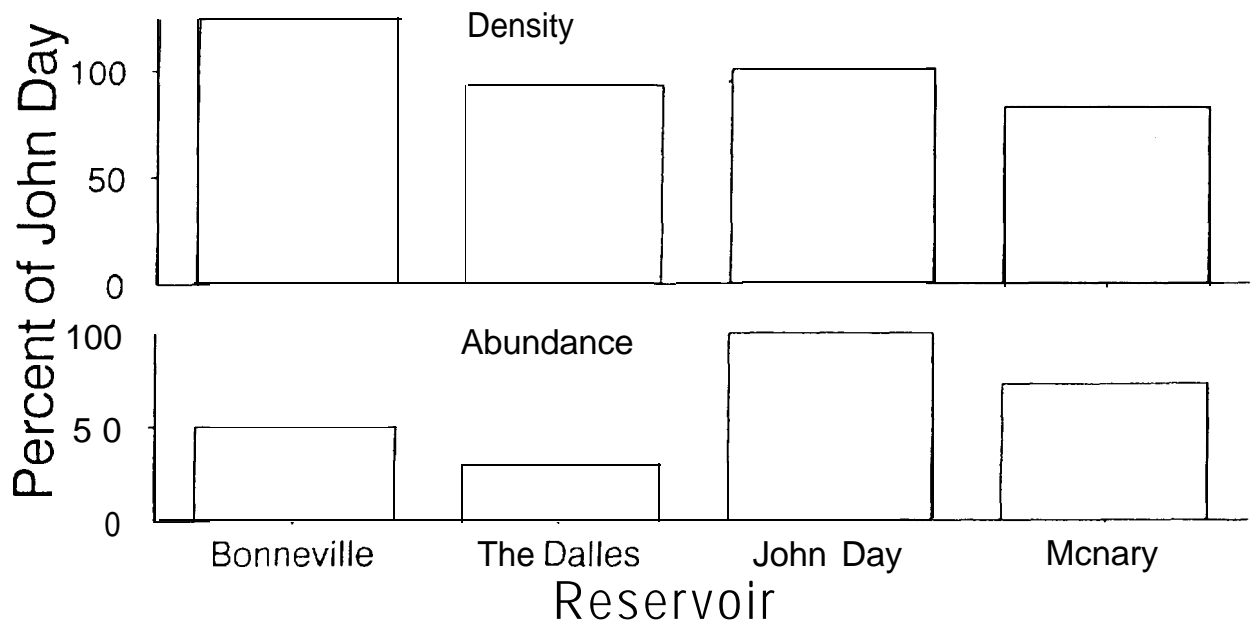 Percent of John Day
Density
100
50
0
Abundance
100
5 0
0
Bonneville The Dalles John Day Mcnary
Reservoir